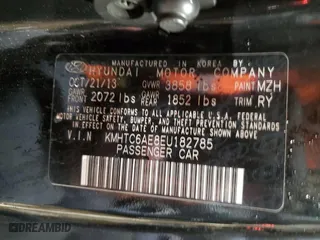 MANUFACTURED IN KOREA BY
HYUNDAI MOTOR COMPANY
OCT/21/13 GVWR 3858 lbs PAINT MZH
GAWR FRONT 2072 lbs GAWR REAR 1852 lbs TRIM RY
THIS VEHICLE CONFORMS TO ALL APPLICABLE
FEDERAL MOTOR VEHICLE SAFETY, BUMPER, AND THEFT PREVENTION STANDARDS IN EFFECT ON THE DATE OF MANUFACTURE SHOWN ABOVE.
V.I.N KMHTC6AE8EU182785
PASSENGER CAR